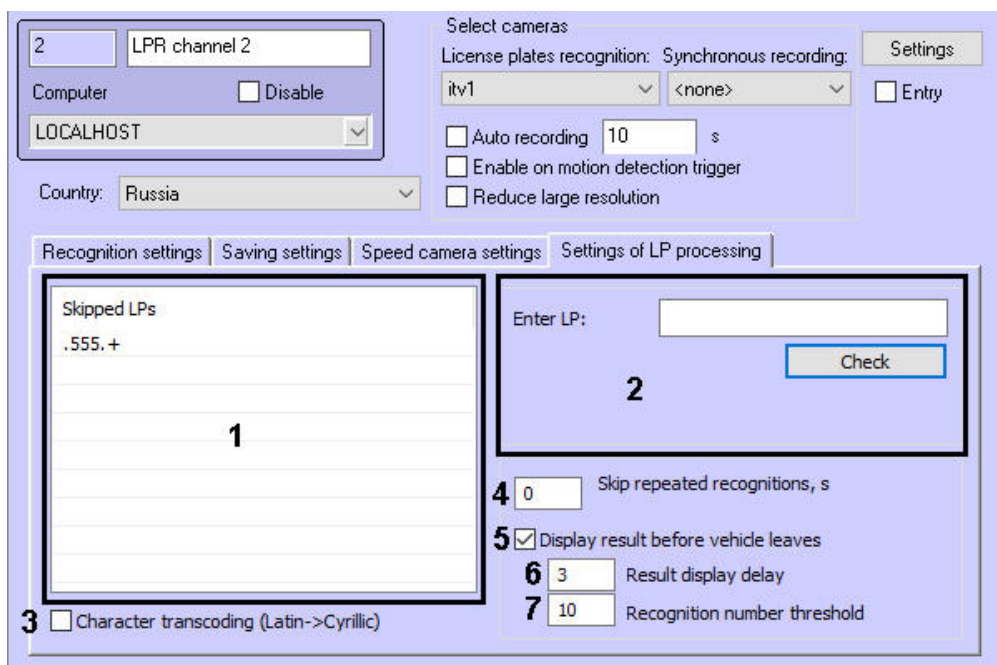 2 LPR channel 2
Computer Disable
LOCALHOST
Country: Russia
Select cameras
License plates recognition: Synchronous recording:
itv1 <none>
Auto recording 10 s
Enable on motion detection trigger
Reduce large resolution
Settings
Entry
Recognition settings Saving settings Speed camera settings Settings of LP processing
Skipped LPs
.555.+
1
3 Character transcoding (Latin->Cyrillic)
Enter LP:
Check
2
4 0 Skip repeated recognitions, s
5 Display result before vehicle leaves
6 3 Result display delay
7 10 Recognition number threshold